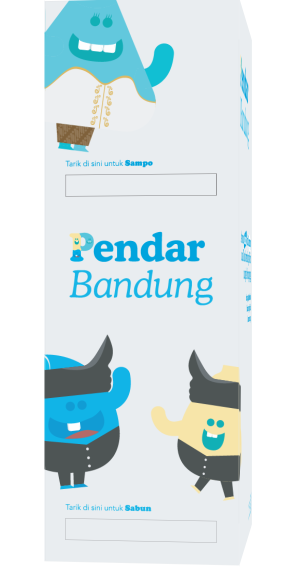 Tarik di sini untuk Sampo
Pendar
Bandung
Tarik di sini untuk Sabun